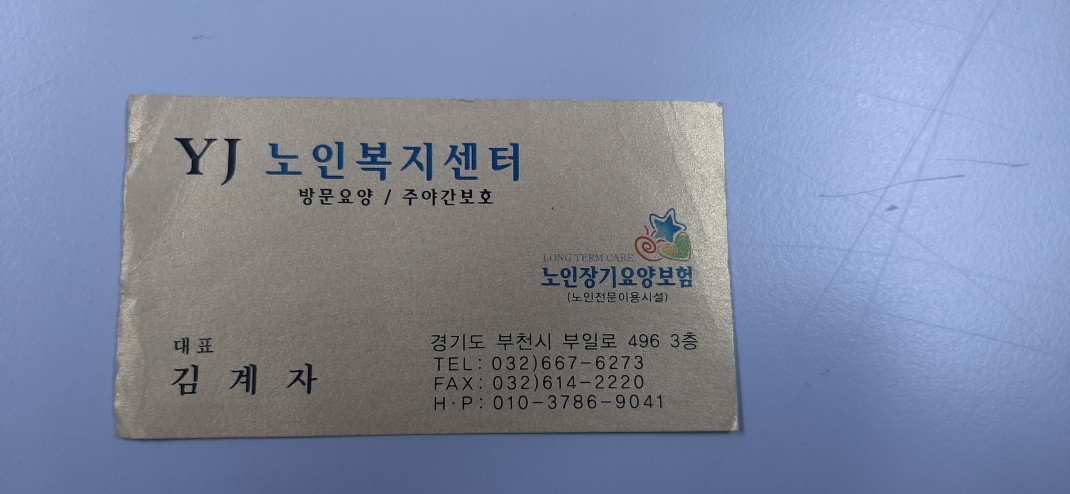 YJ 노인복지센터
방문요양 / 주야간보호
LONG TERM CARE
노인장기요양보험
(노인전문이용시설)
대표
김계자
경기도 부천시 부일로 496 3층
TEL: 032)667-6273
FAX: 032)614-2220
H·P: 010-3786-9041